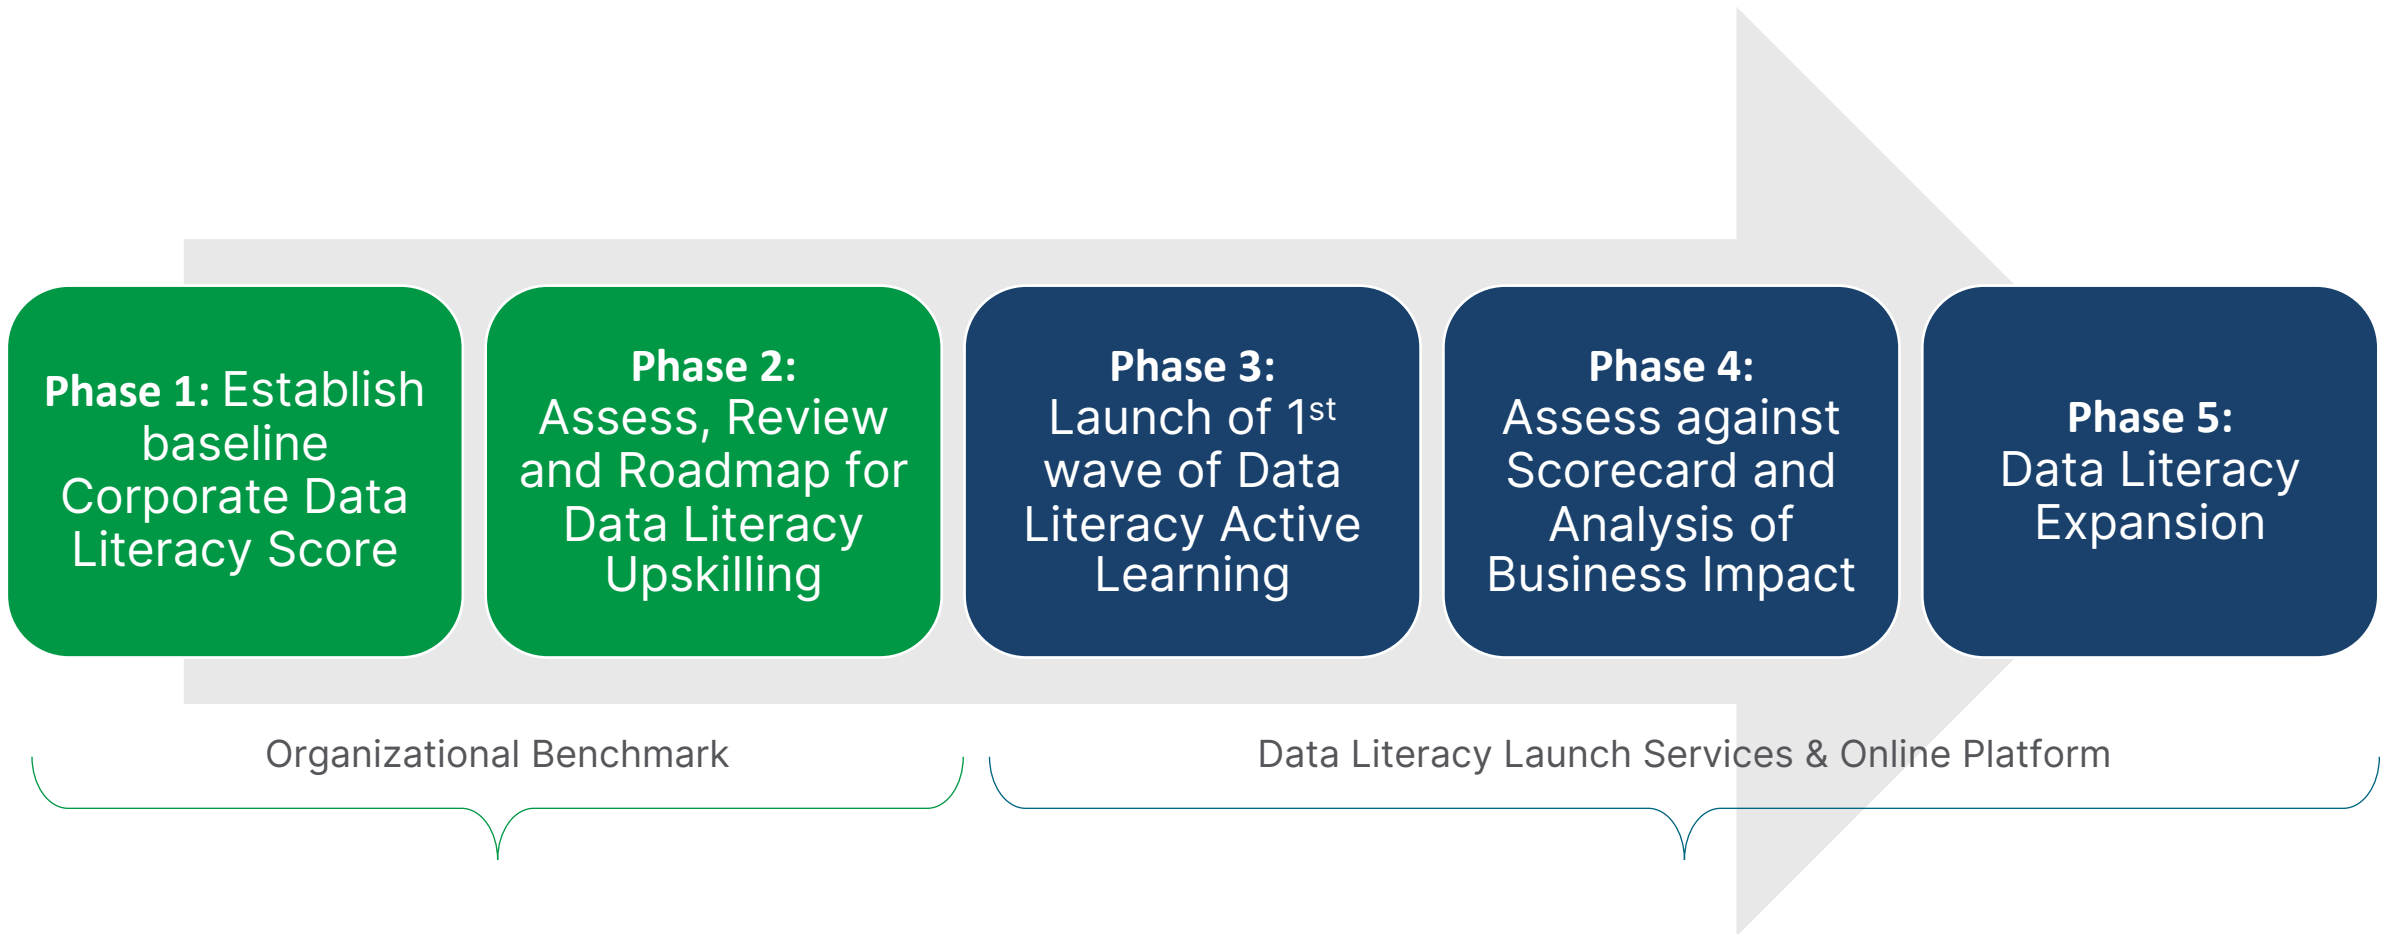 Phase 1: Establish
baseline
Corporate Data
Literacy Score
Phase 2:
Assess, Review
and Roadmap for
Data Literacy
Upskilling
Phase 3:
Launch of 1st
wave of Data
Literacy Active
Learning
Phase 4:
Assess against
Scorecard and
Analysis of
Business Impact
Phase 5:
Data Literacy
Expansion
Organizational Benchmark
Data Literacy Launch Services & Online Platform